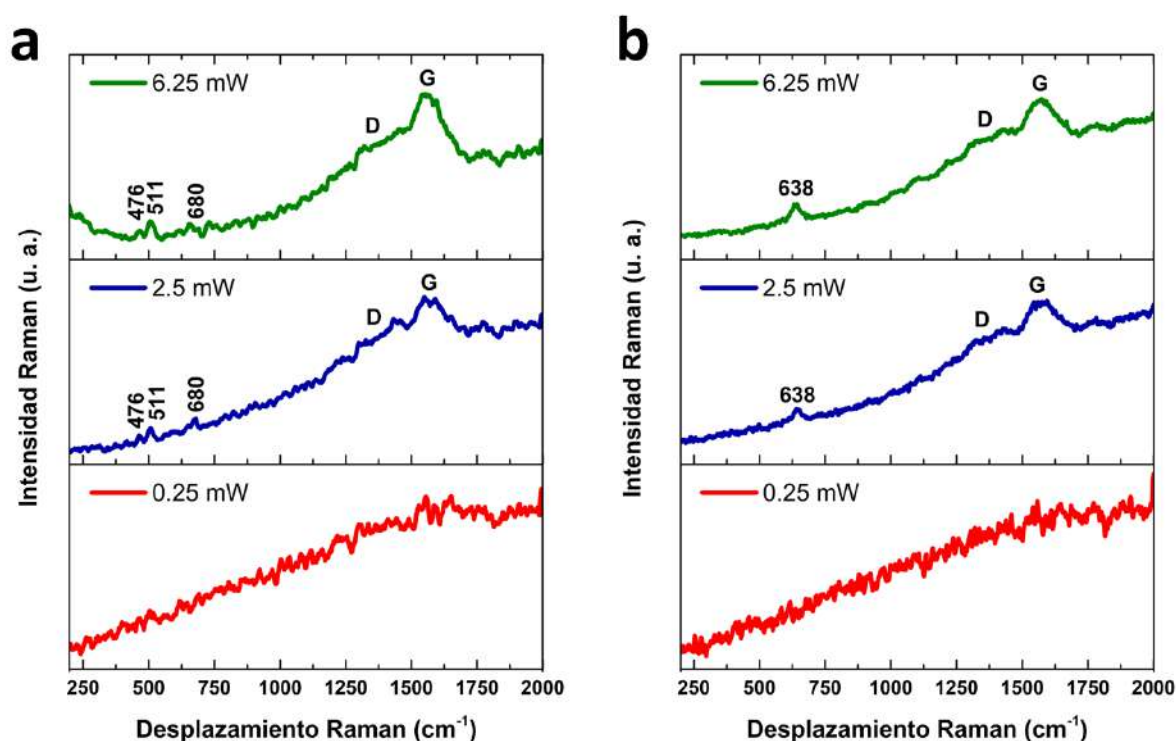 a
6.25 mW
G
D
476
511
680
2.5 mW
G
D
476
511
680
0.25 mW
250 500 750 1000 1250 1500 1750 2000
Desplazamiento Raman (cm⁻¹)
Intensidad Raman (u. a.)
b
6.25 mW
G
D
638
2.5 mW
G
D
638
0.25 mW
250 500 750 1000 1250 1500 1750 2000
Desplazamiento Raman (cm⁻¹)
Intensidad Raman (u. a.)